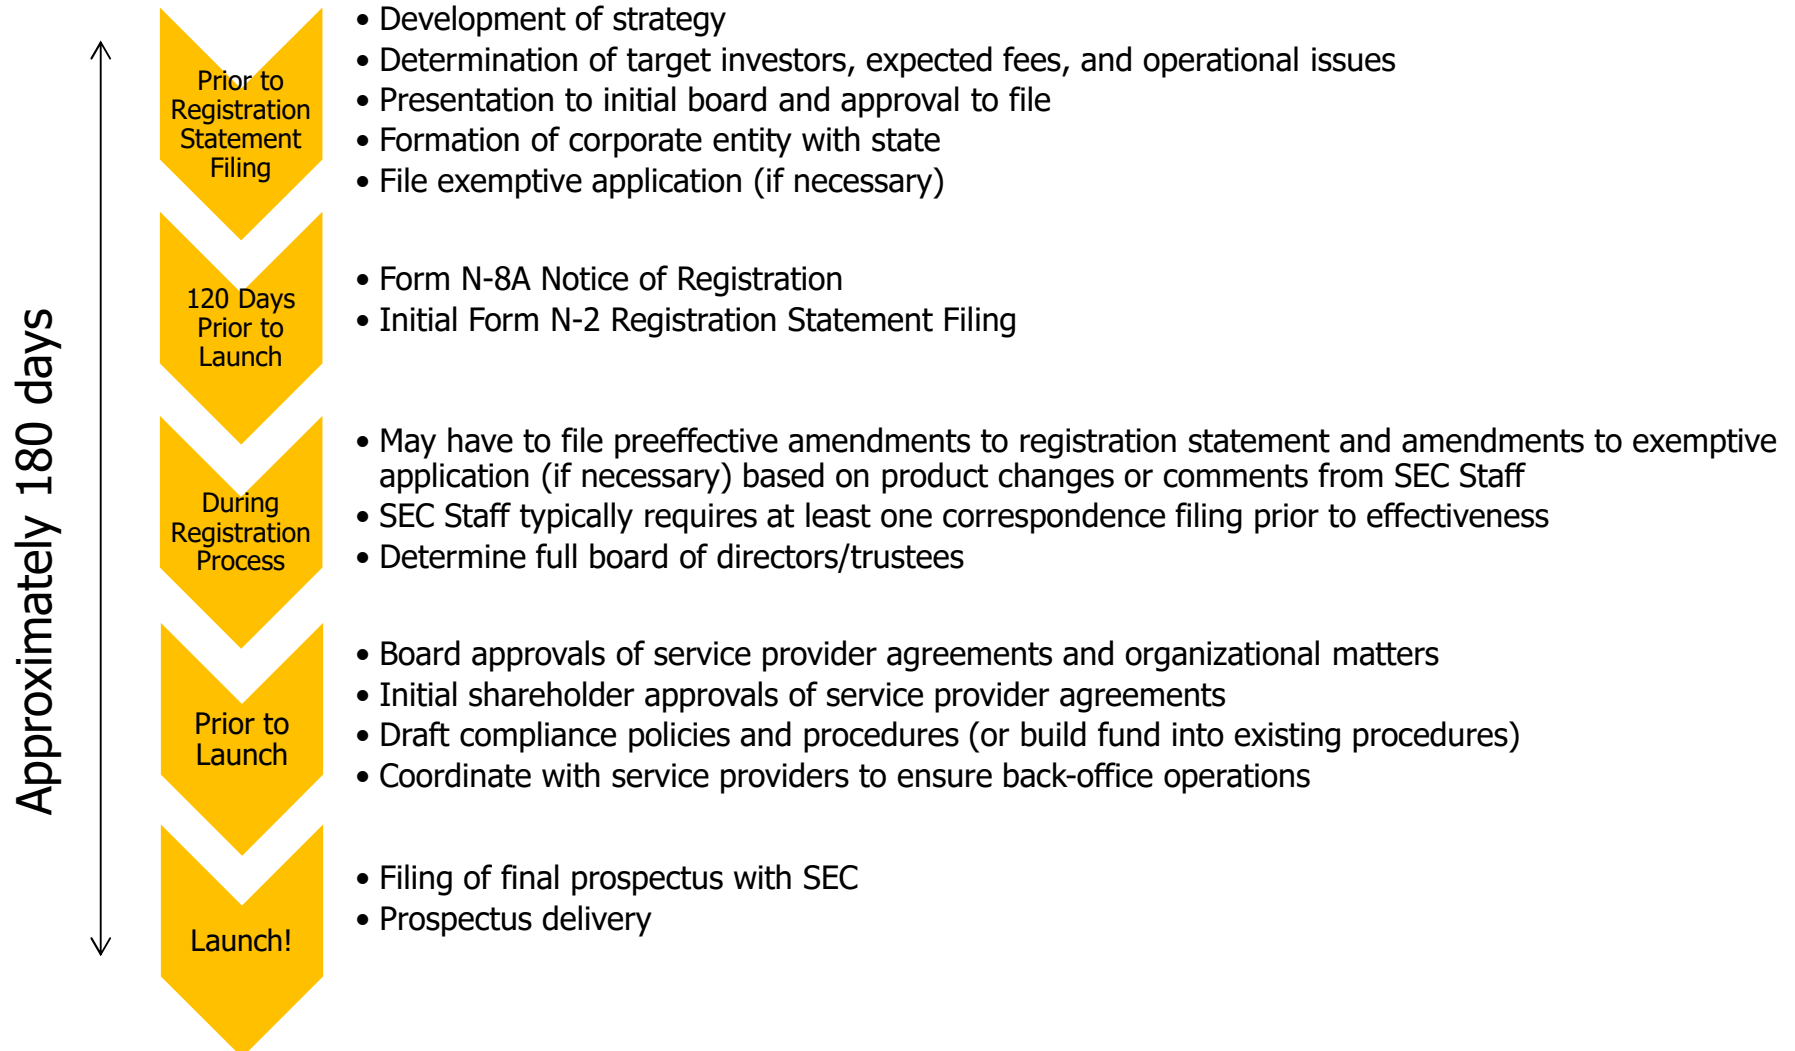 Approximately 180 days
Prior to
Registration
Statement
Filing
• Development of strategy
• Determination of target investors, expected fees, and operational issues
• Presentation to initial board and approval to file
• Formation of corporate entity with state
• File exemptive application (if necessary)
120 Days
Prior to
Launch
• Form N-8A Notice of Registration
• Initial Form N-2 Registration Statement Filing
During
Registration
Process
• May have to file preeffective amendments to registration statement and amendments to exemptive
application (if necessary) based on product changes or comments from SEC Staff
• SEC Staff typically requires at least one correspondence filing prior to effectiveness
• Determine full board of directors/trustees
Prior to
Launch
• Board approvals of service provider agreements and organizational matters
• Initial shareholder approvals of service provider agreements
• Draft compliance policies and procedures (or build fund into existing procedures)
• Coordinate with service providers to ensure back-office operations
Launch!
• Filing of final prospectus with SEC
• Prospectus delivery